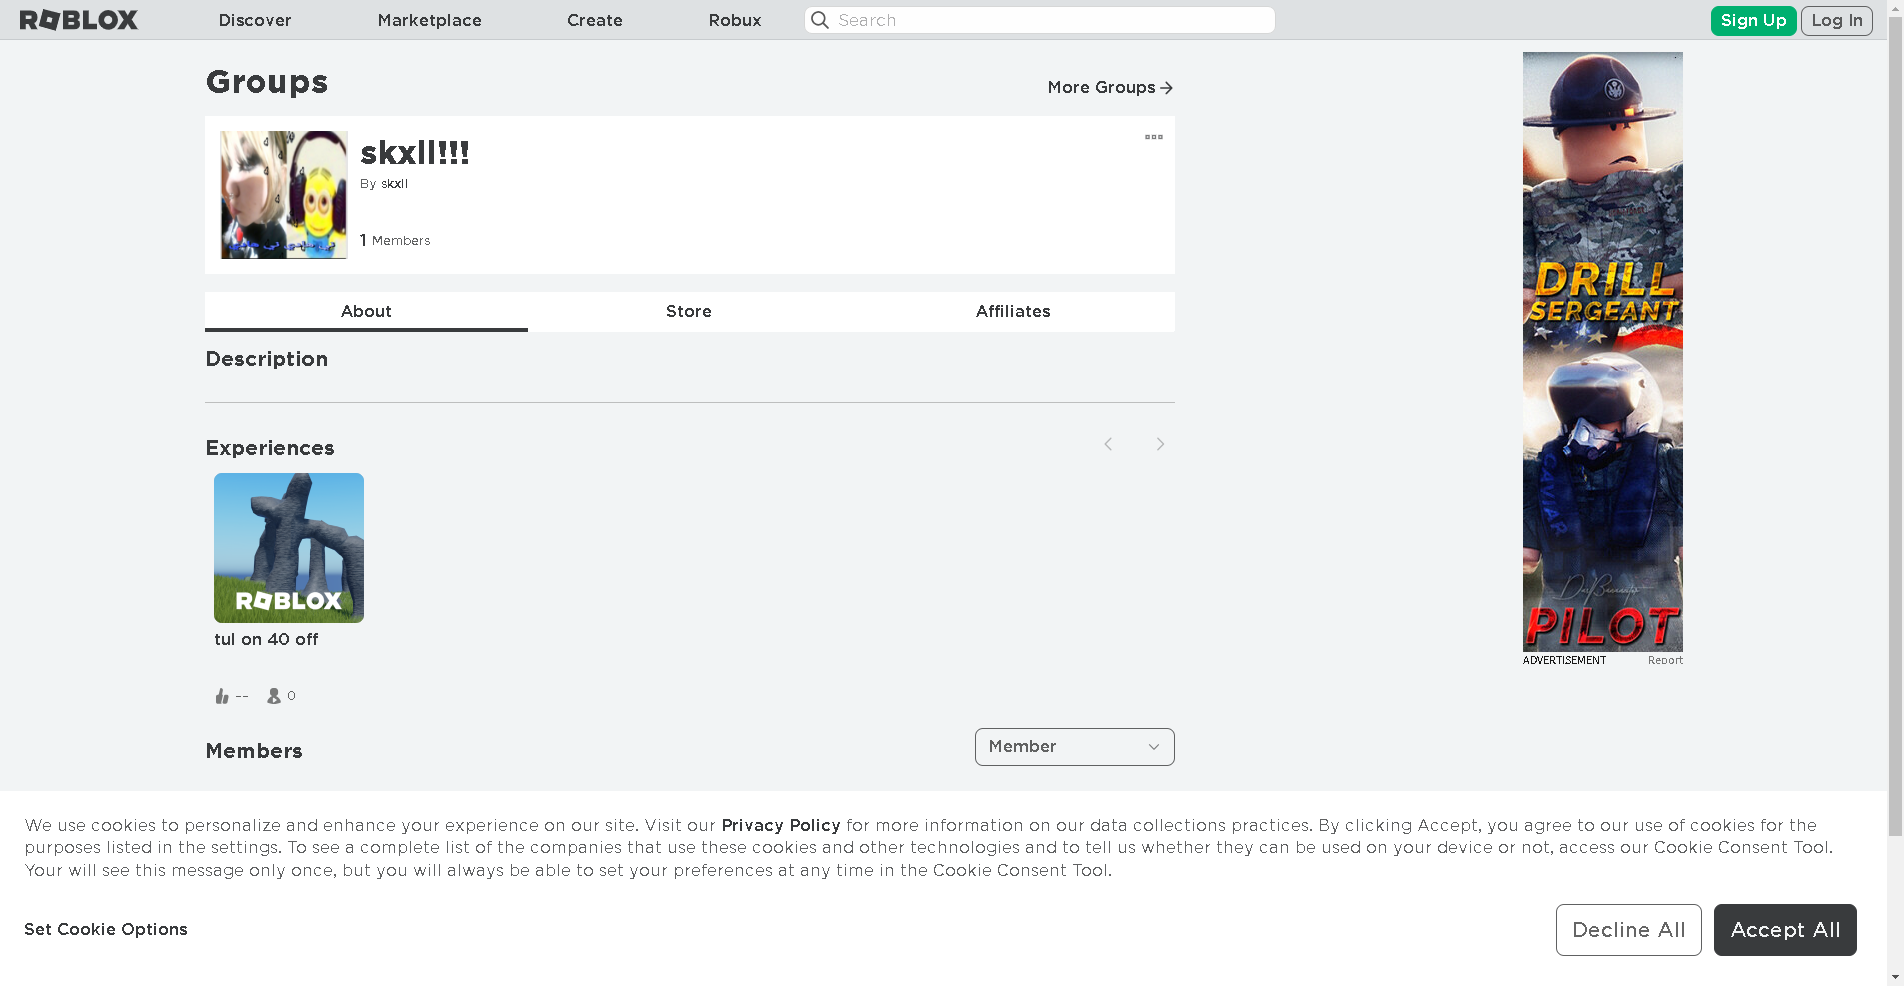 ROBLOX
Discover
Marketplace
Create
Robux
Search
Sign Up
Log In
Groups
More Groups
skxll!!!
By skxll
1 Members
About
Store
Affiliates
Description
Experiences
ROBLOX
tul on 40 off
--
0
Members
Member
DRILL
SERGEANT
PILOT
ADVERTISEMENT
Report
We use cookies to personalize and enhance your experience on our site. Visit our Privacy Policy for more information on our data collections practices. By clicking Accept, you agree to our use of cookies for the
purposes listed in the settings. To see a complete list of the companies that use these cookies and other technologies and to tell us whether they can be used on your device or not, access our Cookie Consent Tool.
Your will see this message only once, but you will always be able to set your preferences at any time in the Cookie Consent Tool.
Set Cookie Options
Decline All
Accept All